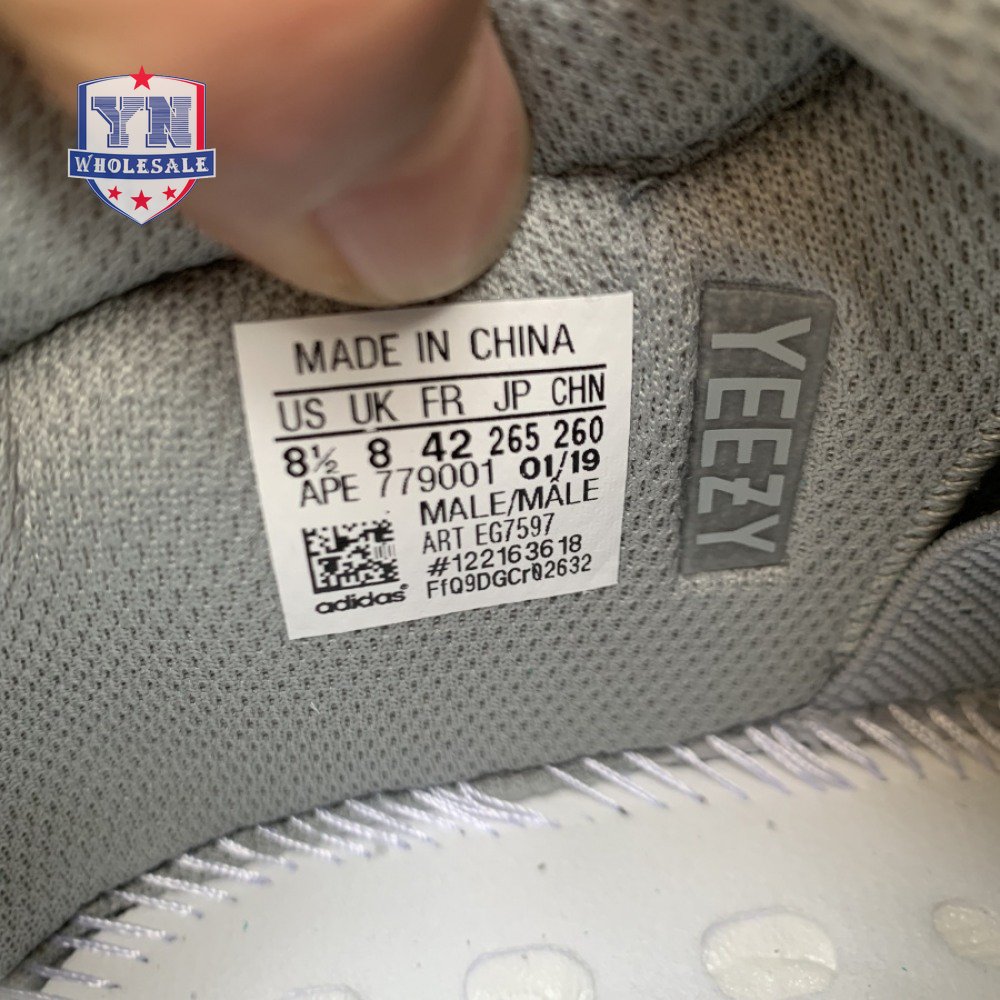 YN
WHOLESALE
MADE IN CHINA
US UK FR JP CHN
8½ 8 42 265 260
APE 779001 01/19
MALE/MÂLE
ART EG7597
#122163618
FfQ9DGCr02632
adidas®
YEEZY